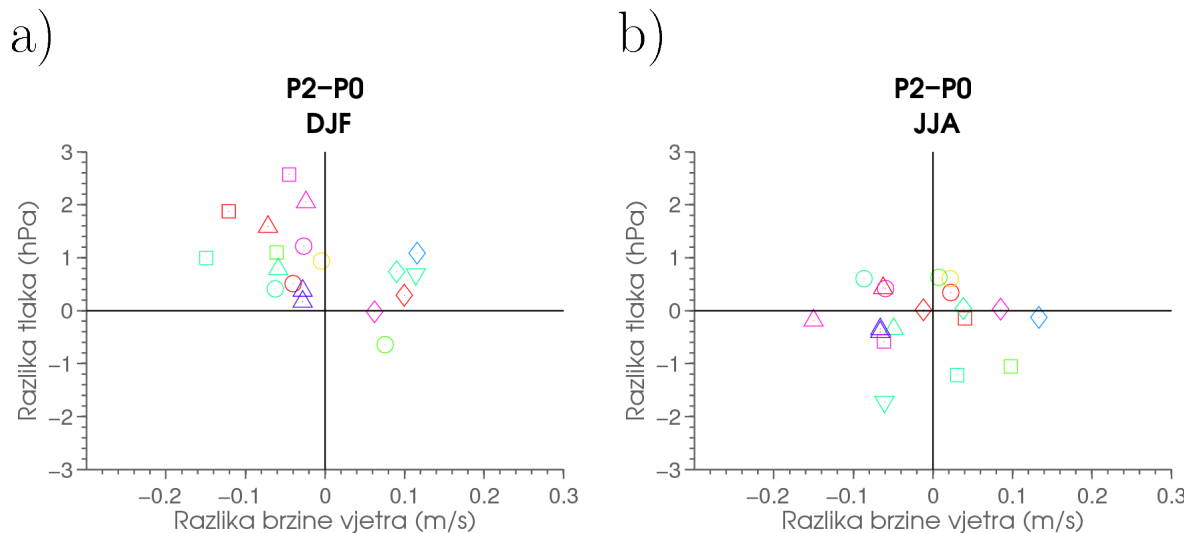 a)
P2-P0
DJF
Razlika tlaka (hPa)
3
2
1
0
-1
-2
-3
-0.2 -0.1 0 0.1 0.2 0.3
Razlika brzine vjetra (m/s)
b)
P2-P0
JJA
Razlika tlaka (hPa)
3
2
1
0
-1
-2
-3
-0.2 -0.1 0 0.1 0.2 0.3
Razlika brzine vjetra (m/s)